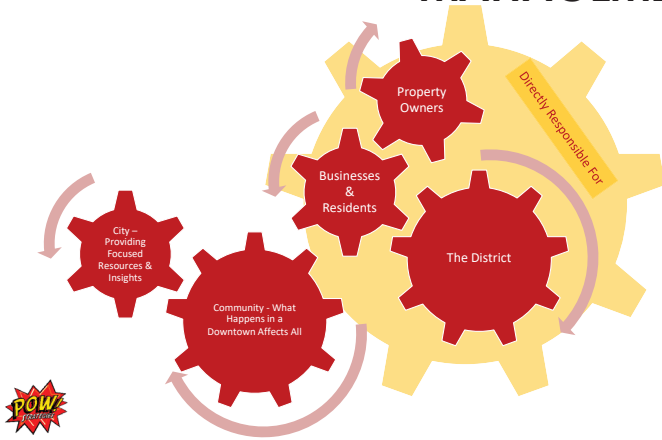 Property
Owners
Directly Responsible For
Businesses
&
Residents
City –
Providing
Focused
Resources &
Insights
The District
Community - What
Happens in a
Downtown Affects All
POW!
STRATEGIES